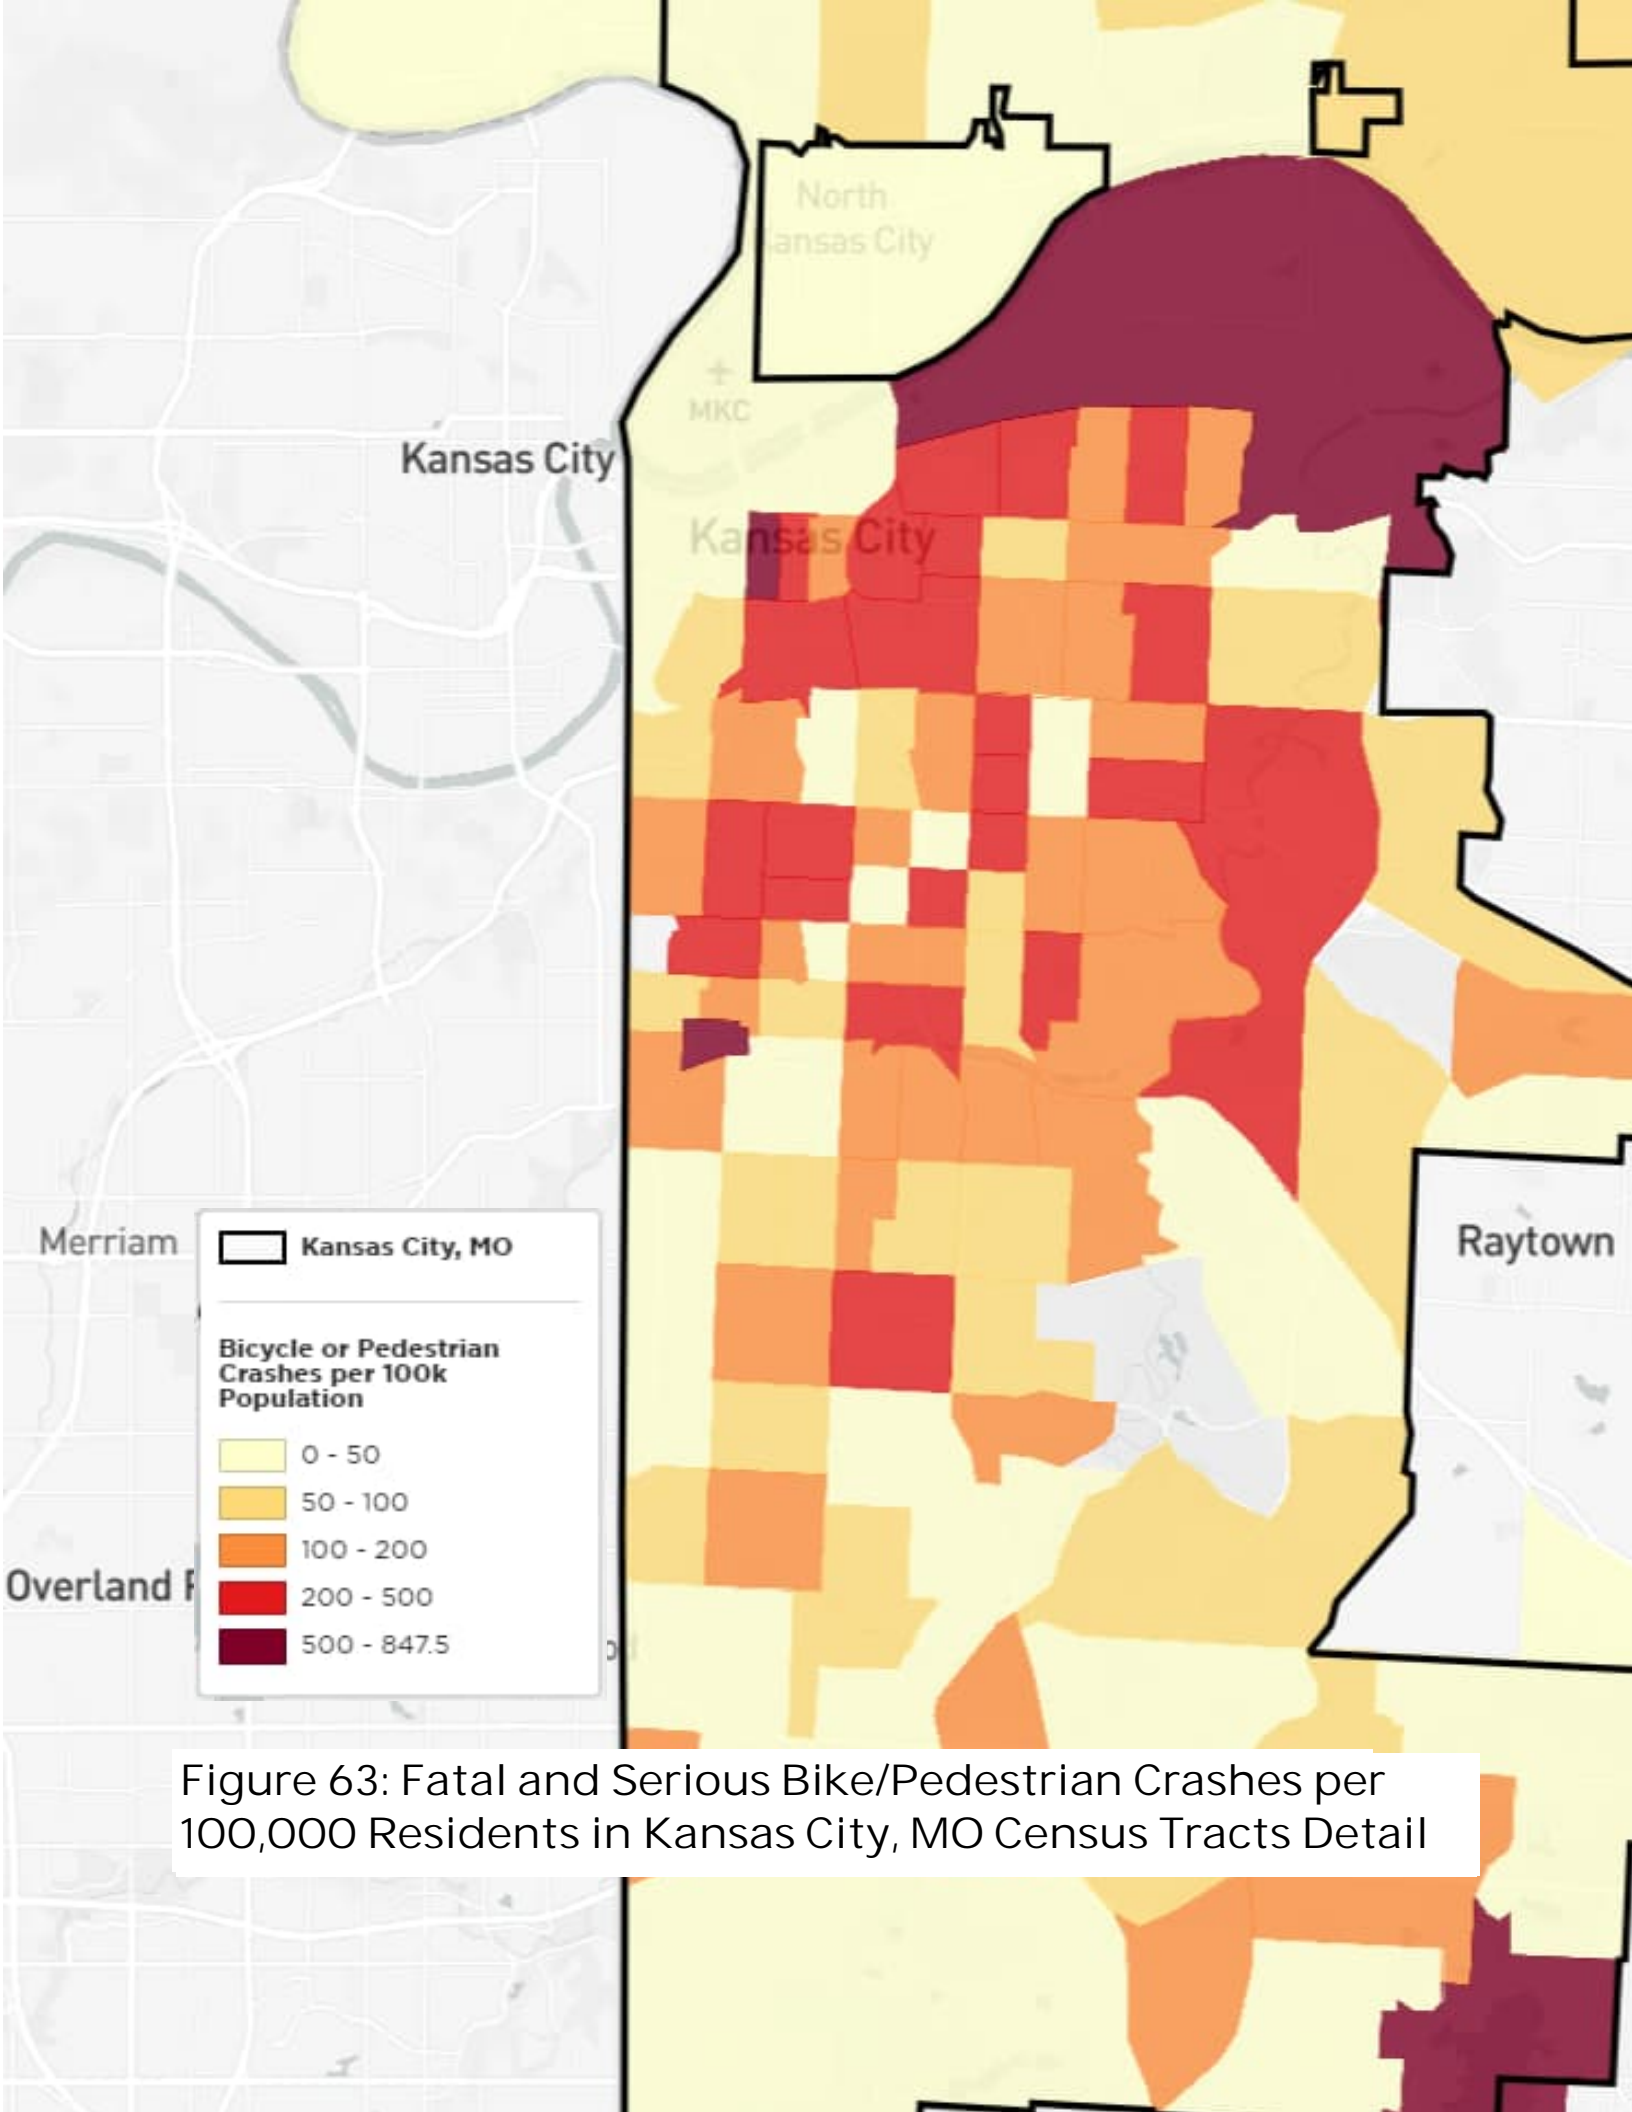 North
Kansas City
MKC
Kansas City
Kansas City
Merriam
Kansas City, MO
Raytown
Bicycle or Pedestrian
Crashes per 100k
Population
0 - 50
50 - 100
100 - 200
200 - 500
500 - 847.5
Overland
Figure 63: Fatal and Serious Bike/Pedestrian Crashes per
100,000 Residents in Kansas City, MO Census Tracts Detail